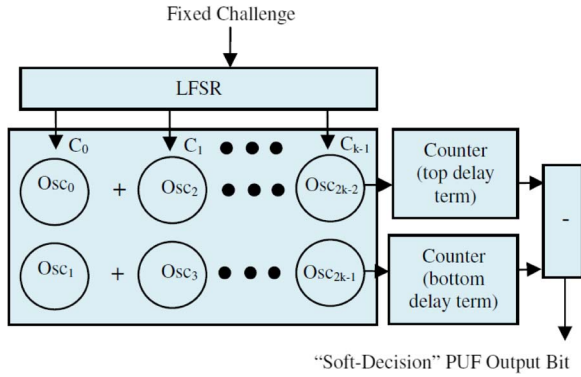 Fixed Challenge
LFSR
C0 C1 Ck-1
Osc0 + Osc2 Osc2k-2
Counter
(top delay
term)
-
Osc1 + Osc3 Osc2k-1
Counter
(bottom
delay term)
“Soft-Decision” PUF Output Bit